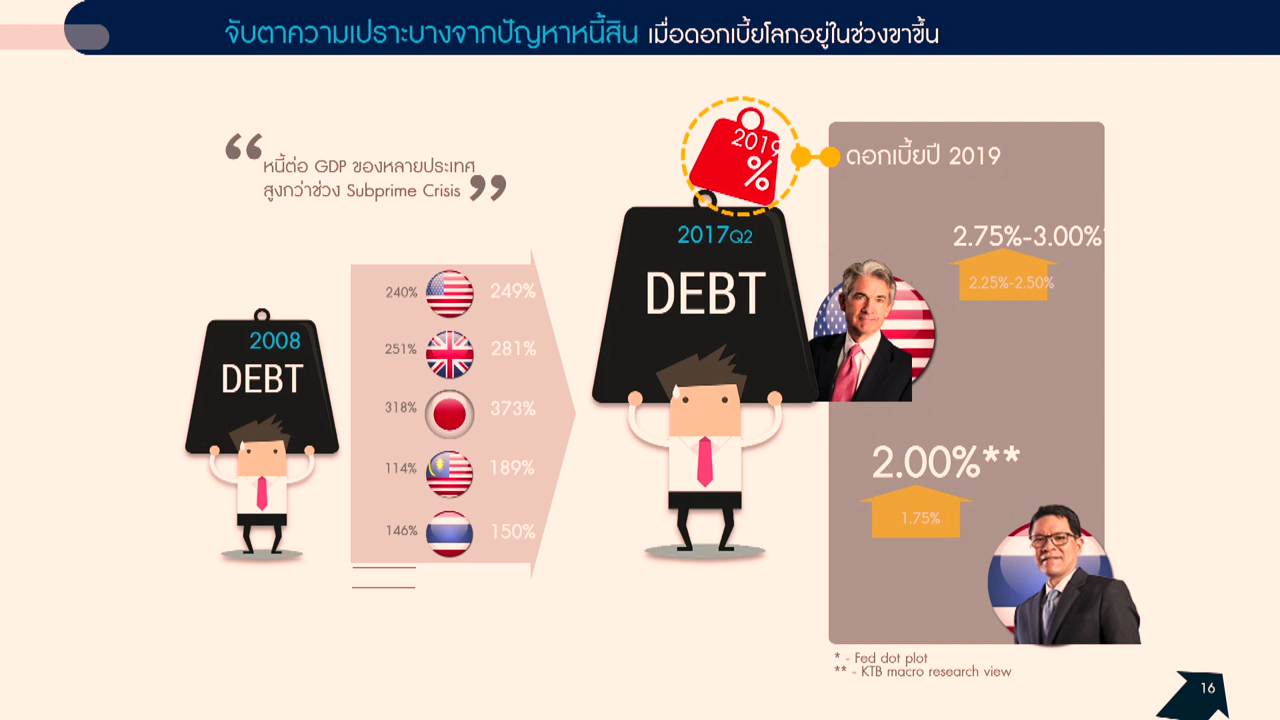 จับตาความเปราะบางจากปัญหาหนี้สิน เมื่อดอกเบี้ยโลกอยู่ในช่วงขาขึ้น
“หนี้ต่อ GDP ของหลายประเทศ
สูงกว่าช่วง Subprime Crisis”
2008
DEBT
240% 249%
251% 281%
318% 373%
114% 189%
146% 150%
2019
%
2017Q2
DEBT
ดอกเบี้ยปี 2019
2.75%-3.00%*
2.25%-2.50%
2.00%**
1.75%
* - Fed dot plot
** - KTB macro research view
16